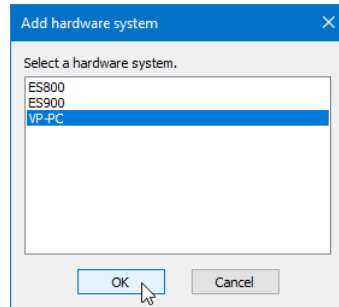 Add hardware system
Select a hardware system.
ES800
ES900
VP-PC
OK
Cancel